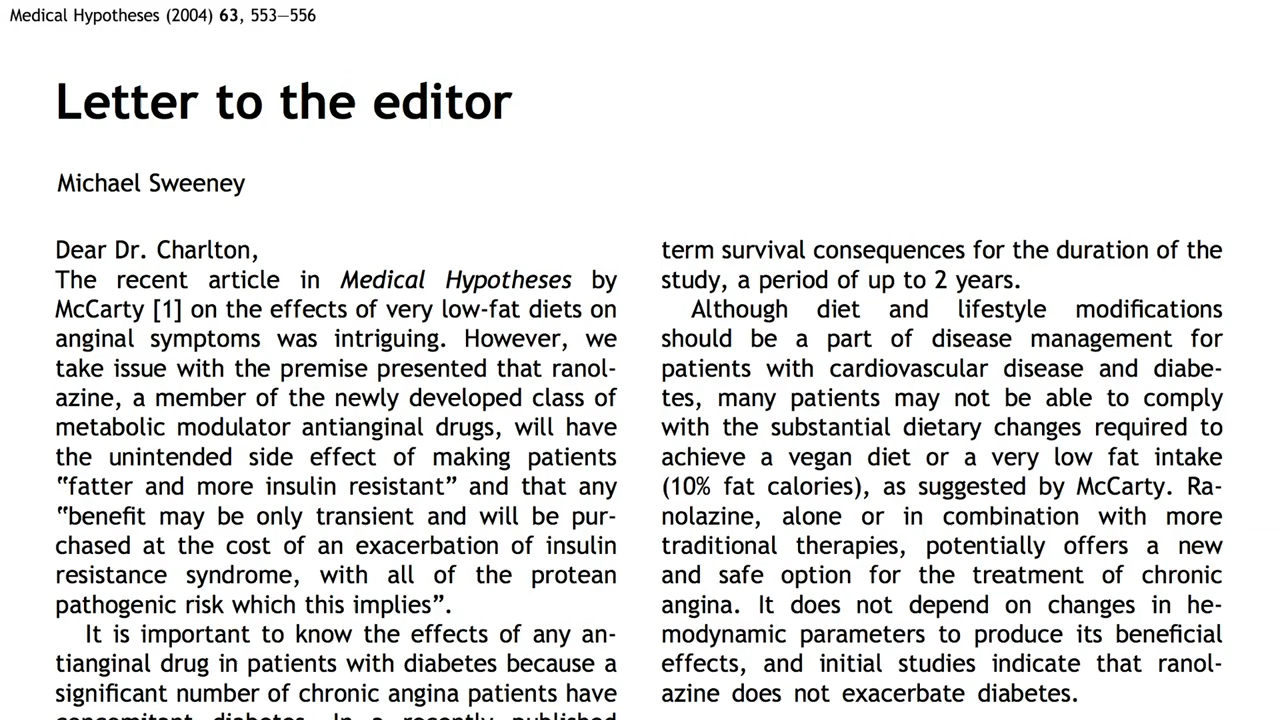 Medical Hypotheses (2004) 63, 553–556
Letter to the editor
Michael Sweeney
Dear Dr. Charlton,
The recent article in Medical Hypotheses by
McCarty [1] on the effects of very low-fat diets on
anginal symptoms was intriguing. However, we
take issue with the premise presented that ranol-
azine, a member of the newly developed class of
metabolic modulator antianginal drugs, will have
the unintended side effect of making patients
“fatter and more insulin resistant” and that any
“benefit may be only transient and will be pur-
chased at the cost of an exacerbation of insulin
resistance syndrome, with all of the protean
pathogenic risk which this implies”.
It is important to know the effects of any an-
tianginal drug in patients with diabetes because a
significant number of chronic angina patients have
concomitant diabetes. In a recently published
term survival consequences for the duration of the
study, a period of up to 2 years.
Although diet and lifestyle modifications
should be a part of disease management for
patients with cardiovascular disease and diabe-
tes, many patients may not be able to comply
with the substantial dietary changes required to
achieve a vegan diet or a very low fat intake
(10% fat calories), as suggested by McCarty. Ra-
nolazine, alone or in combination with more
traditional therapies, potentially offers a new
and safe option for the treatment of chronic
angina. It does not depend on changes in he-
modynamic parameters to produce its beneficial
effects, and initial studies indicate that ranol-
azine does not exacerbate diabetes.